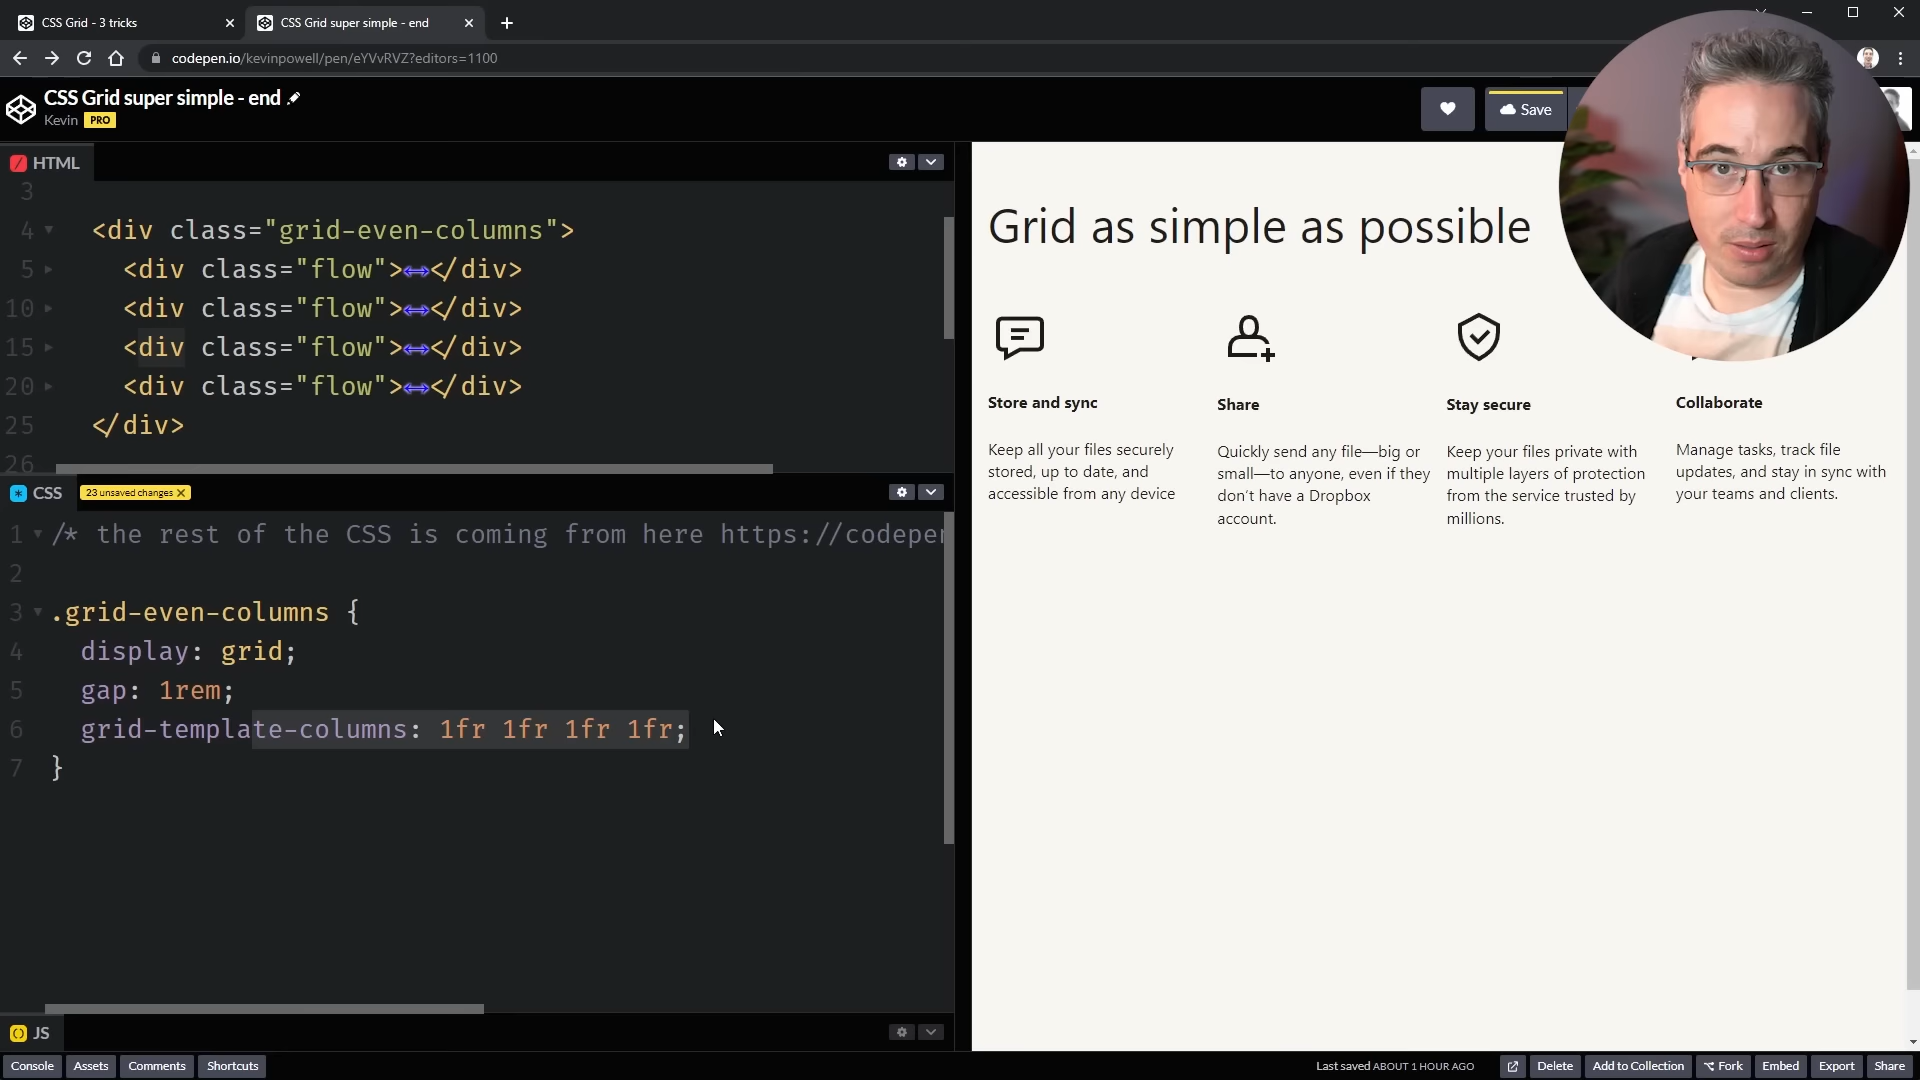 CSS Grid - 3 tricks
CSS Grid super simple - end
codepen.io/kevinpowell/pen/eYVvRVZ?editors=1100
CSS Grid super simple - end
Kevin PRO
Save
HTML
3
4 <div class="grid-even-columns">
5 <div class="flow"></div>
10 <div class="flow"></div>
15 <div class="flow"></div>
20 <div class="flow"></div>
25 </div>
26
CSS 23 unsaved changes X
1 /* the rest of the CSS is coming from here https://codepen
2
3 .grid-even-columns {
4 display: grid;
5 gap: 1rem;
6 grid-template-columns: 1fr 1fr 1fr 1fr;
7 }
JS
Grid as simple as possible
Store and sync
Keep all your files securely
stored, up to date, and
accessible from any device
Share
Quickly send any file—big or
small—to anyone, even if they
don’t have a Dropbox
account.
Stay secure
Keep your files private with
multiple layers of protection
from the service trusted by
millions.
Collaborate
Manage tasks, track file
updates, and stay in sync with
your teams and clients.
Console Assets Comments Shortcuts
Last saved ABOUT 1 HOUR AGO Delete Add to Collection Fork Embed Export Share